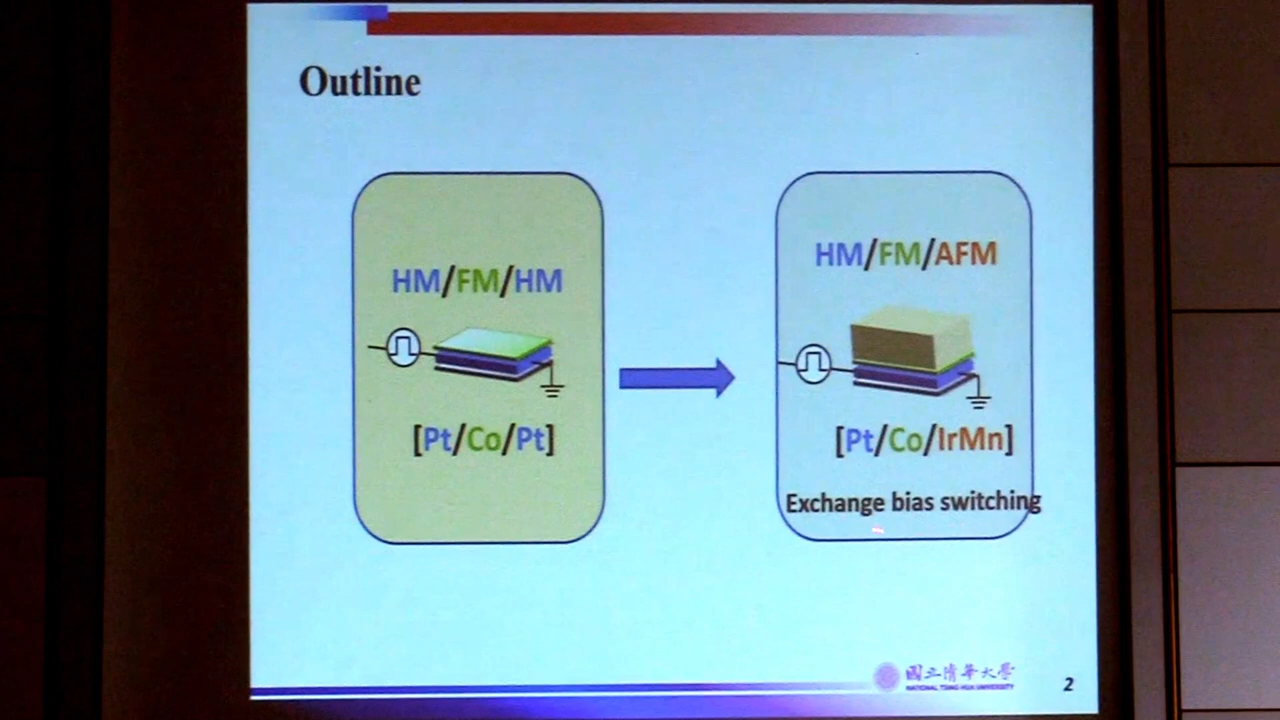 Outline
HM/FM/HM
[Pt/Co/Pt]
HM/FM/AFM
[Pt/Co/IrMn]
Exchange bias switching
國立清華大學
NATIONAL TSING HUA UNIVERSITY
2